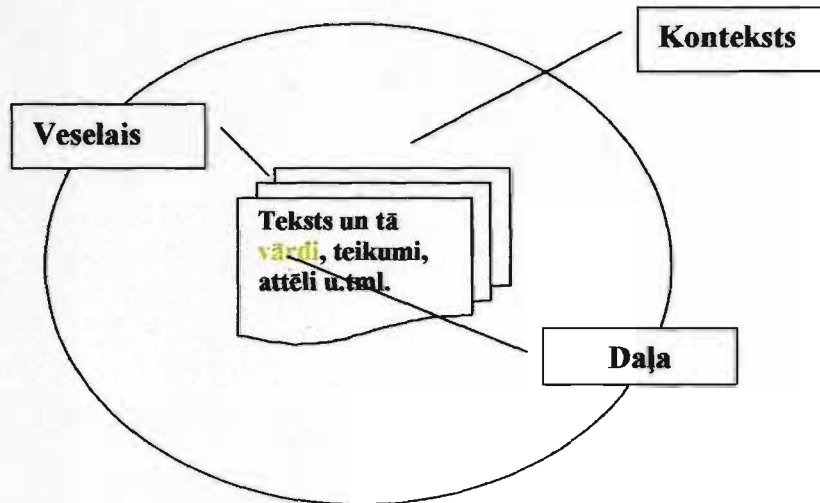 Konteksts
Veselais
Teksts un tā
vārdi, teikumi,
attēli u.tml.
Daļa